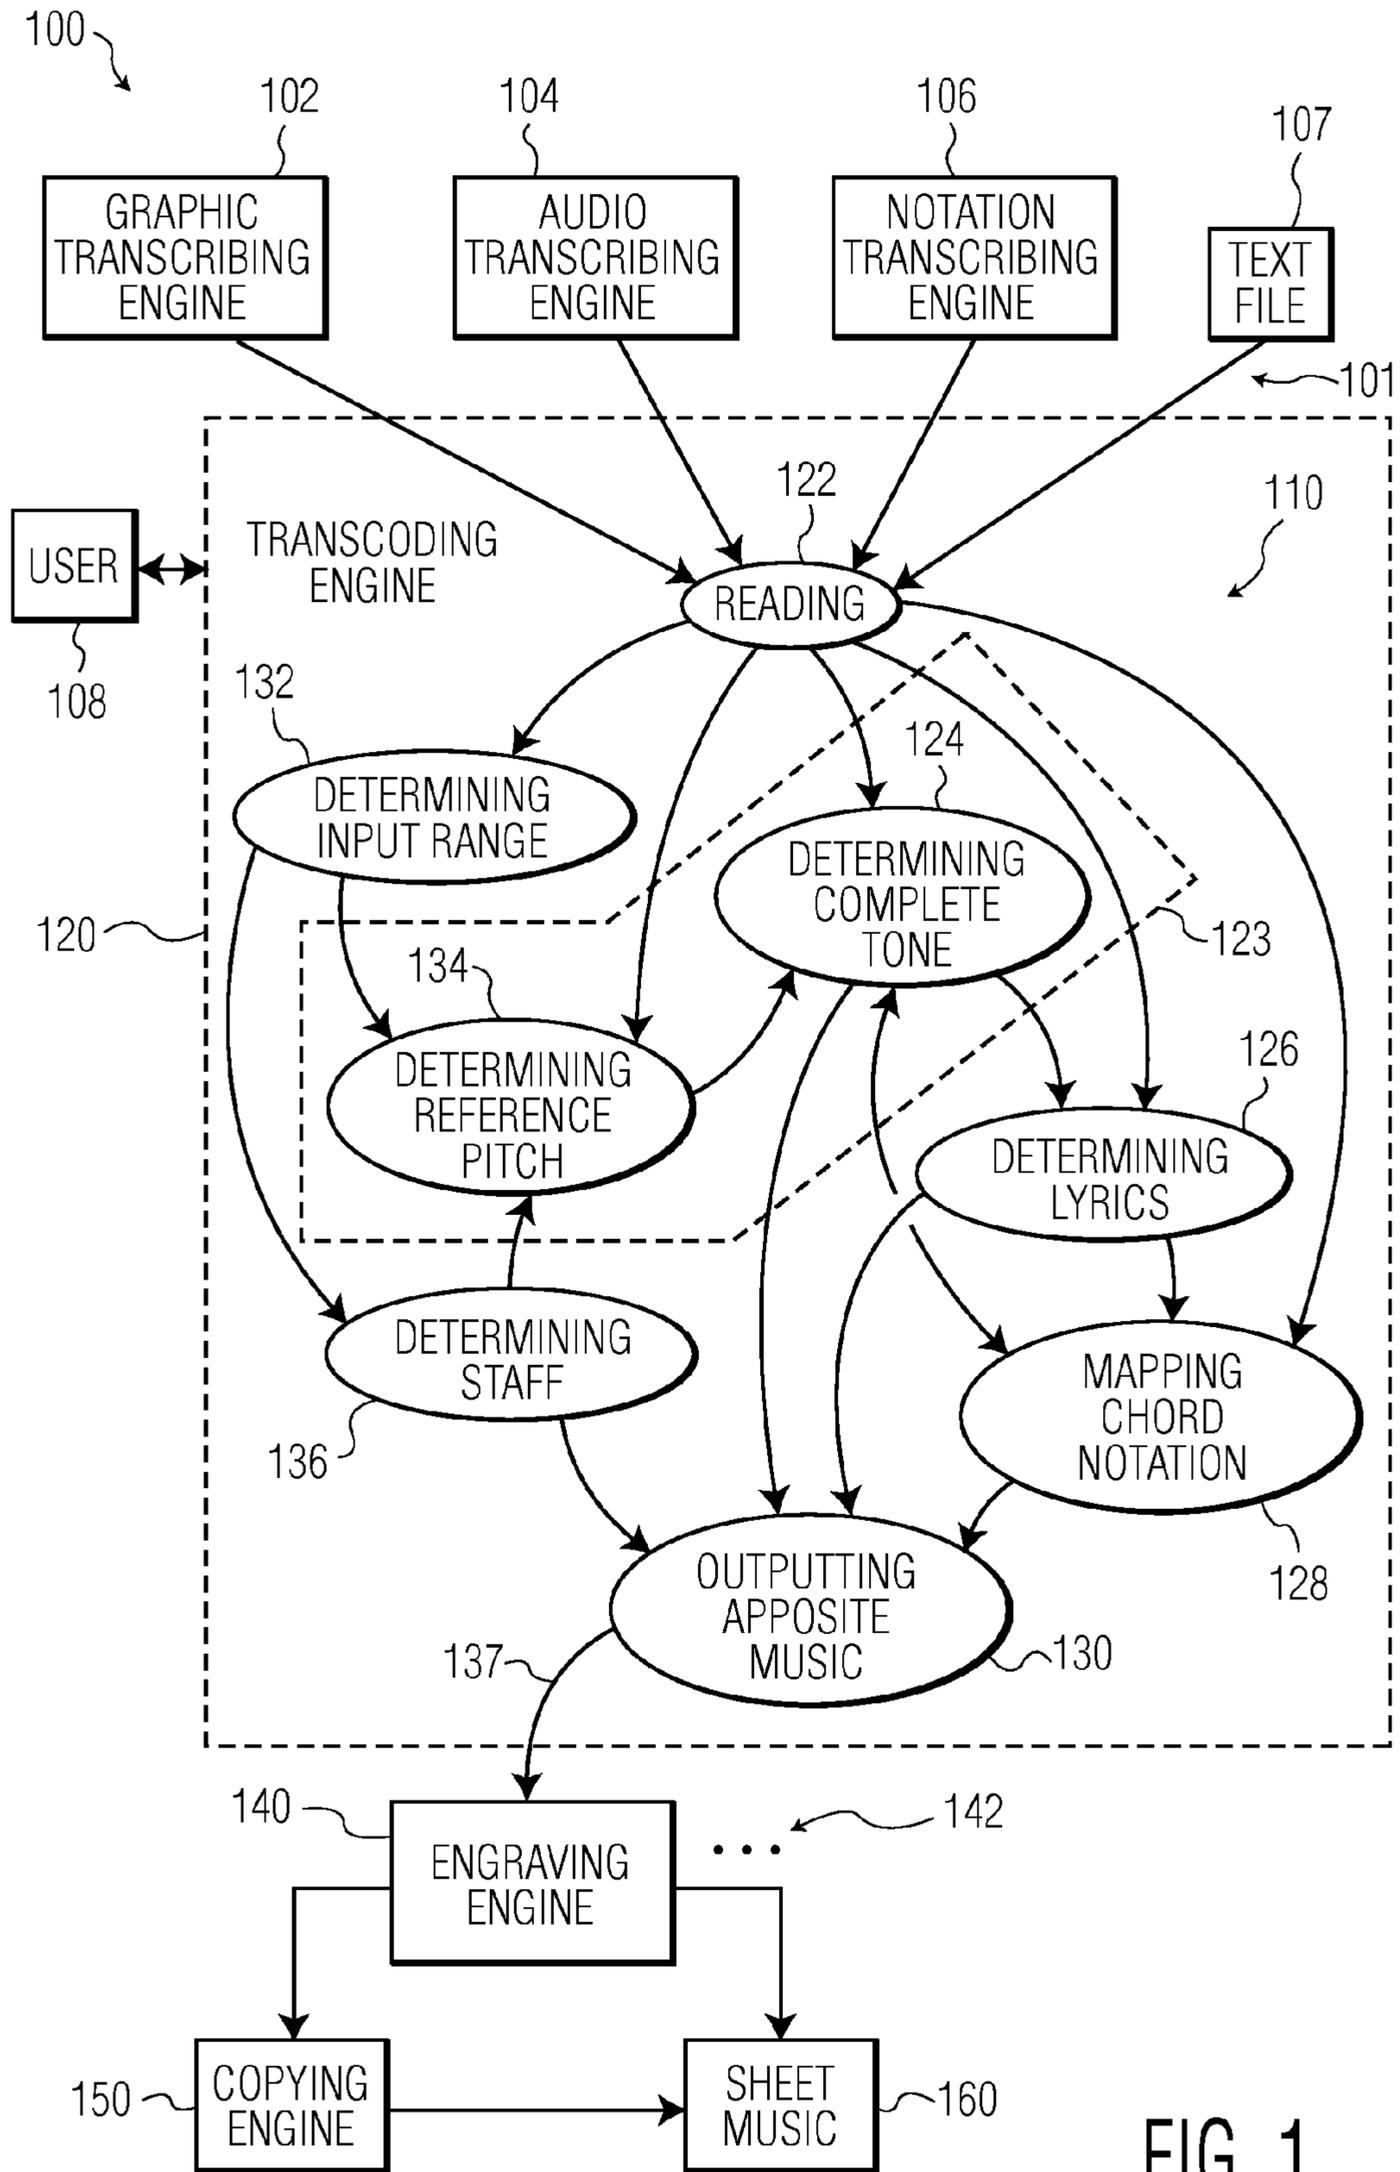 100
102
104
106
107
GRAPHIC
TRANSCRIBING
ENGINE
AUDIO
TRANSCRIBING
ENGINE
NOTATION
TRANSCRIBING
ENGINE
TEXT
FILE
101
122
110
USER
108
TRANSCODING
ENGINE
READING
132
124
DETERMINING
INPUT RANGE
DETERMINING
COMPLETE
TONE
120
123
134
126
DETERMINING
REFERENCE
PITCH
DETERMINING
LYRICS
DETERMINING
STAFF
136
MAPPING
CHORD
NOTATION
128
OUTPUTTING
APPOSITE
MUSIC
137
130
140
142
ENGRAVING
ENGINE
...
150
COPYING
ENGINE
SHEET
MUSIC
160
FIG. 1